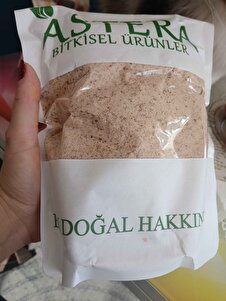 ASTERA
BİTKİSEL ÜRÜNLER
DOĞAL HAKKIN